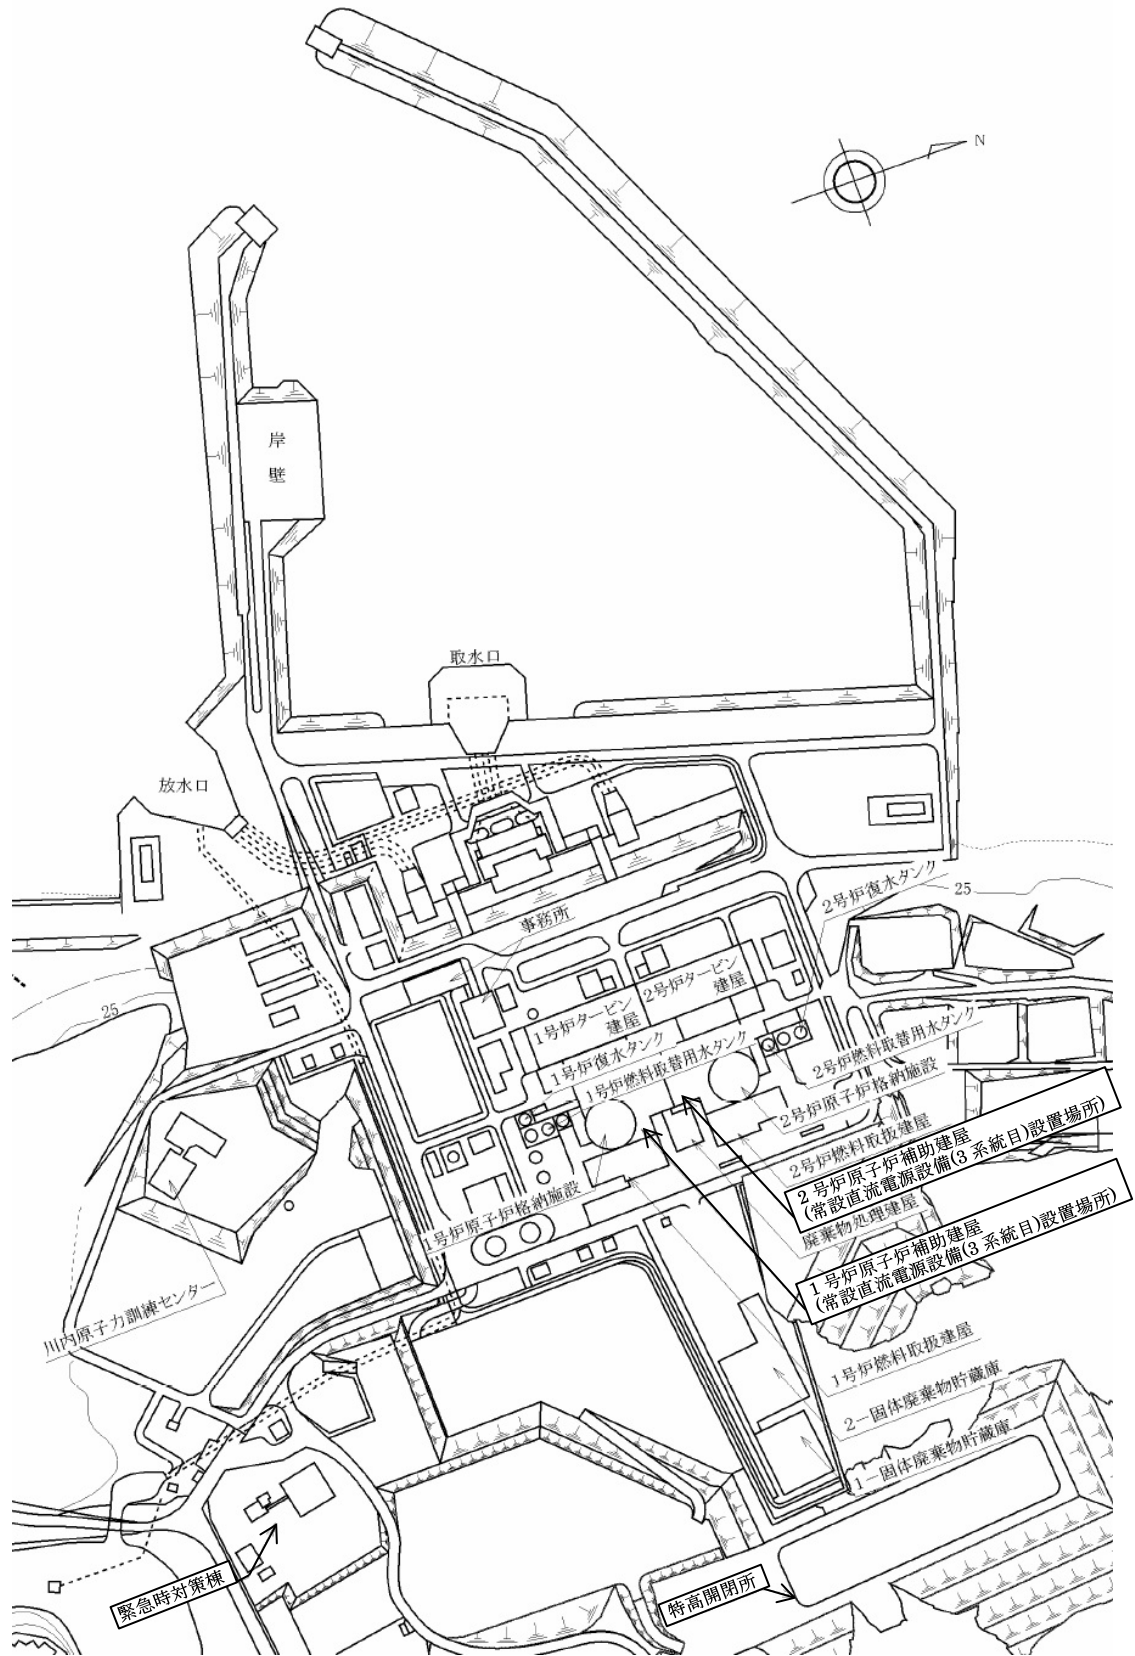 N
岸
壁
取水口
放水口
2号炉復水タンク
25
事務所
2号炉タービン
建屋
1号炉タービン
建屋
25
1号炉復水タンク
1号炉燃料取替用水タンク
2号炉燃料取替用水タンク
2号炉原子炉格納施設
2号炉燃料取扱建屋
2号炉原子炉補助建屋
(常設直流電源設備(3系統目)設置場所)
廃棄物処理建屋
1号炉原子炉格納施設
1号炉原子炉補助建屋
(常設直流電源設備(3系統目)設置場所)
川内原子力訓練センター
1号炉燃料取扱建屋
2－固体廃棄物貯蔵庫
1－固体廃棄物貯蔵庫
緊急時対策棟
特高開閉所